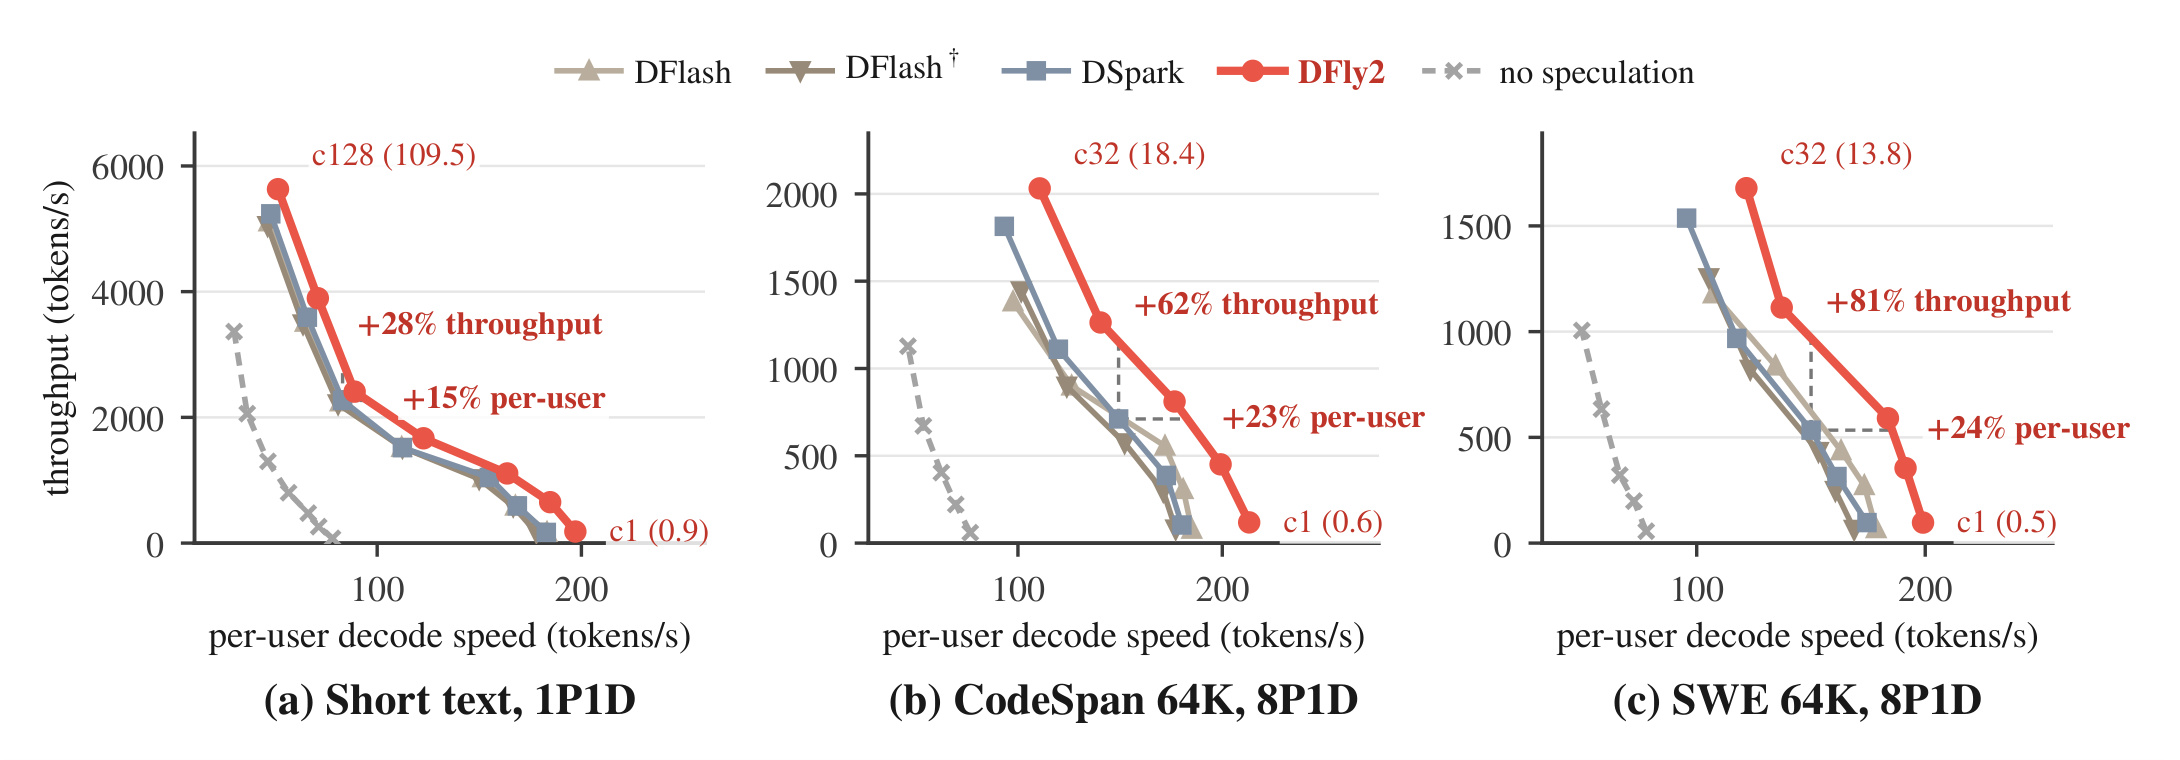 DFlash DFlash† DSpark DFly2 no speculation
throughput (tokens/s)
6000
4000
2000
0
c128 (109.5)
+28% throughput
+15% per-user
c1 (0.9)
100 200
per-user decode speed (tokens/s)
(a) Short text, 1P1D
2000
1500
1000
500
0
c32 (18.4)
+62% throughput
+23% per-user
c1 (0.6)
100 200
per-user decode speed (tokens/s)
(b) CodeSpan 64K, 8P1D
1500
1000
500
0
c32 (13.8)
+81% throughput
+24% per-user
c1 (0.5)
100 200
per-user decode speed (tokens/s)
(c) SWE 64K, 8P1D